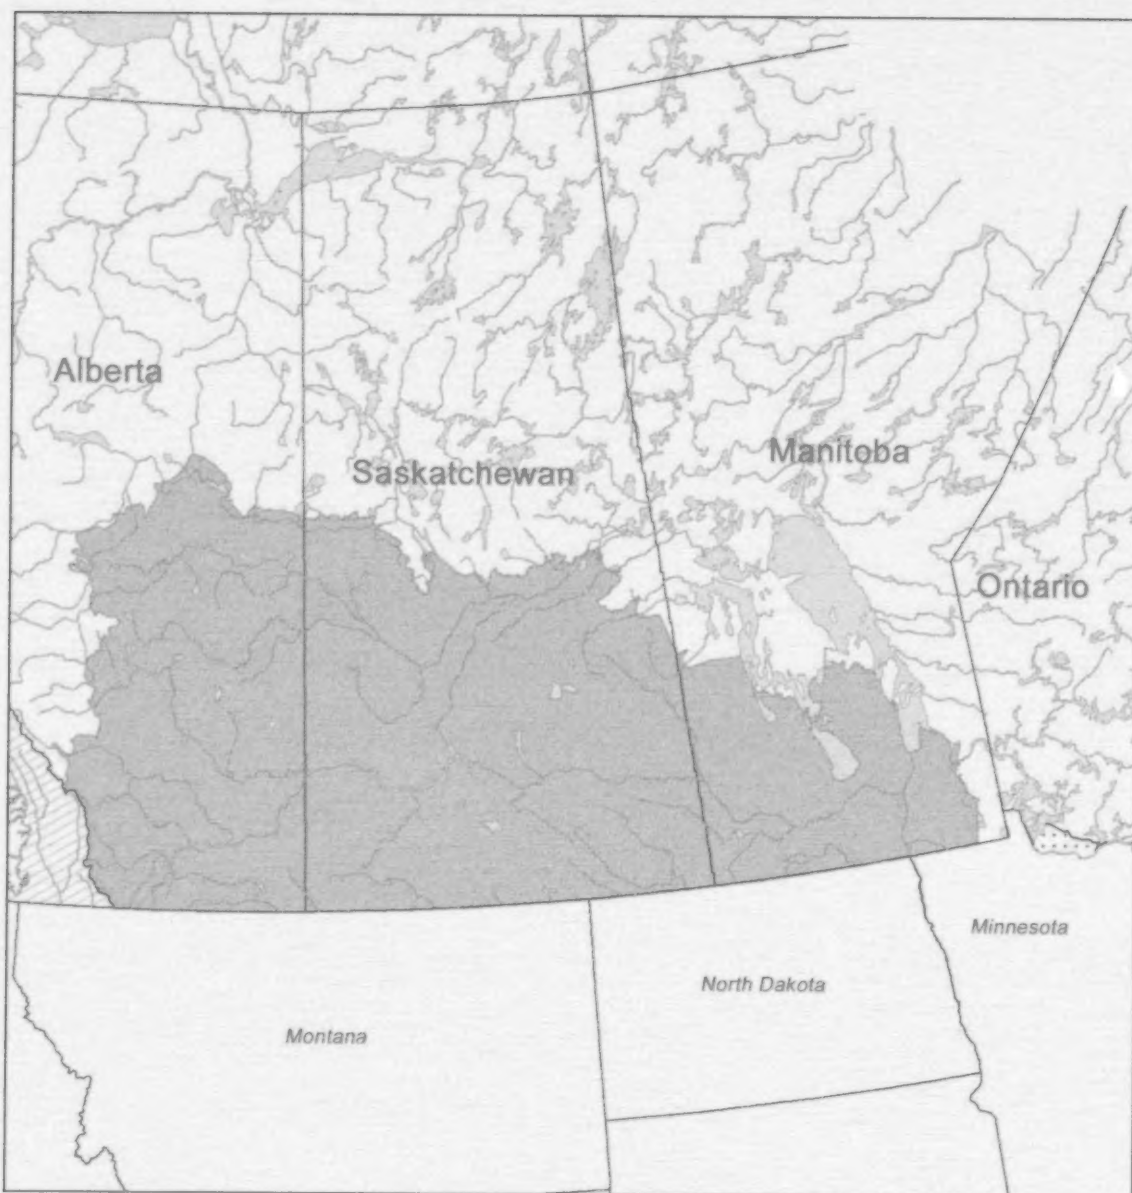 Alberta
Saskatchewan
Manitoba
Ontario
Minnesota
North Dakota
Montana